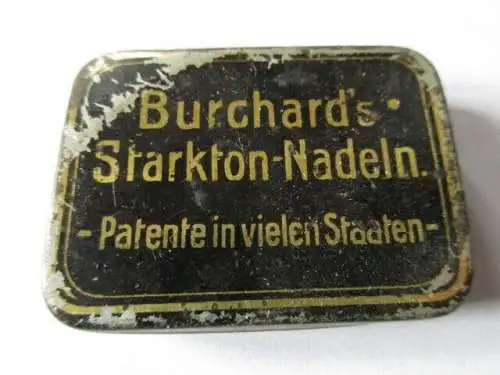 Burchard's
Starkton-Nadeln.
- Patente in vielen Staaten -